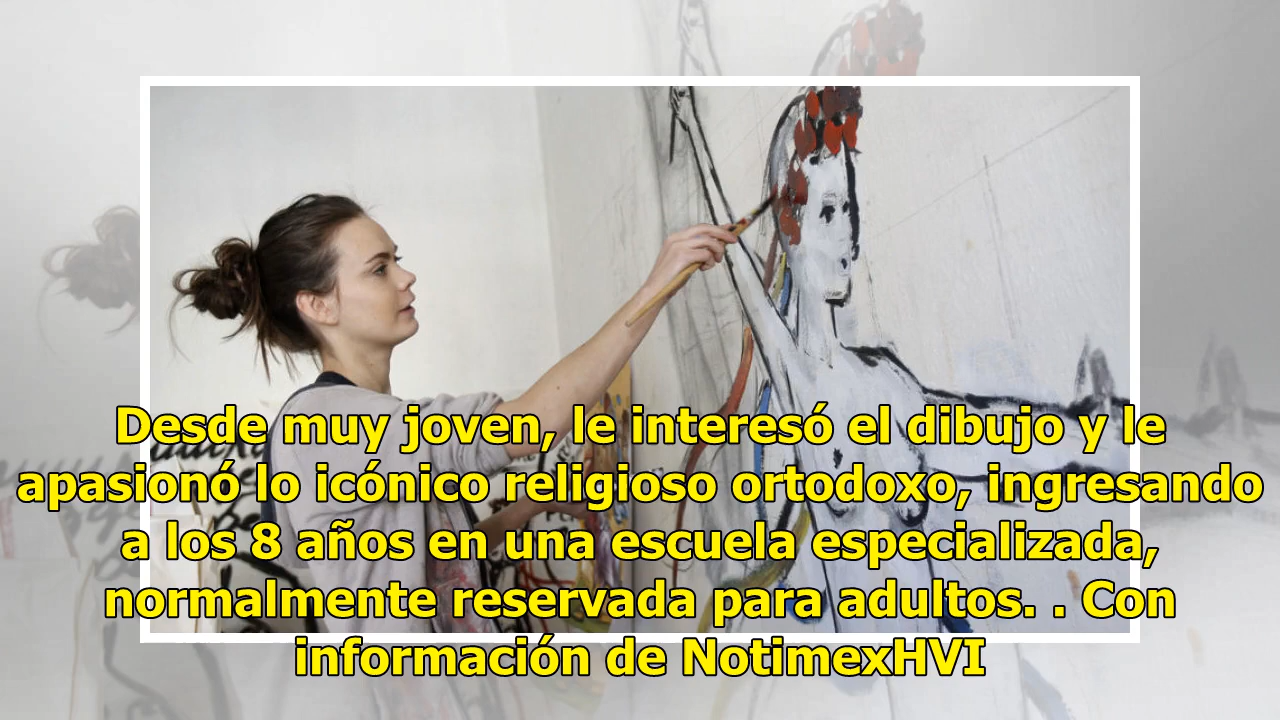 Desde muy joven, le interesó el dibujo y le
apasionó lo icónico religioso ortodoxo, ingresando
a los 8 años en una escuela especializada,
normalmente reservada para adultos. . Con
información de NotimexHVI